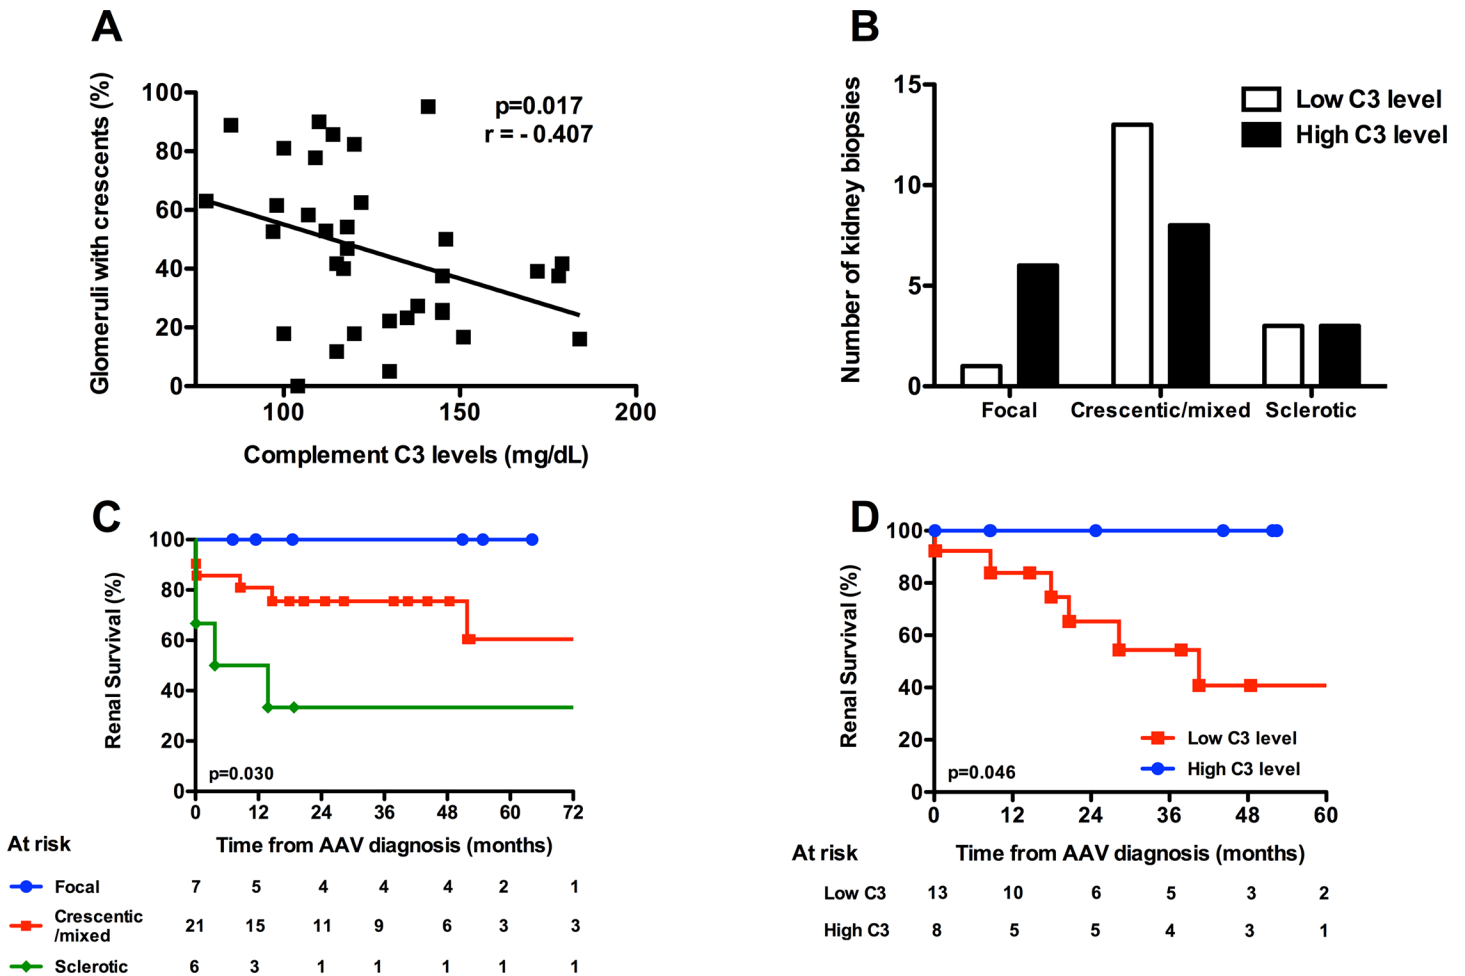 A
Glomeruli with crescents (%)
100
80
60
40
20
0
p=0.017
r = - 0.407
100
150
200
Complement C3 levels (mg/dL)
B
Number of kidney biopsies
15
10
5
0
Low C3 level
High C3 level
Focal
Crescentic/mixed
Sclerotic
C
Renal Survival (%)
100
80
60
40
20
0
p=0.030
0 12 24 36 48 60 72
Time from AAV diagnosis (months)
At risk
Focal 7 5 4 4 4 2 1
Crescentic
/mixed 21 15 11 9 6 3 3
Sclerotic 6 3 1 1 1 1 1
D
Renal Survival (%)
100
80
60
40
20
0
Low C3 level
High C3 level
p=0.046
0 12 24 36 48 60
Time from AAV diagnosis (months)
At risk
Low C3 13 10 6 5 3 2
High C3 8 5 5 4 3 1